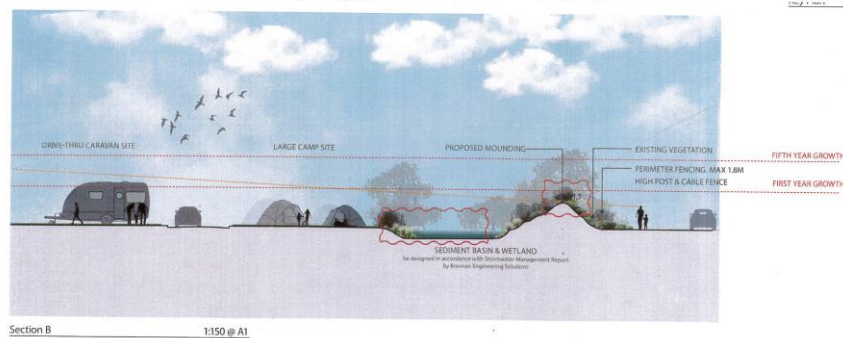 DRIVE-THRU CARAVAN SITE
LARGE CAMP SITE
PROPOSED MOUNDING
EXISTING VEGETATION
FIFTH YEAR GROWTH
PERIMETER FENCING. MAX 1.8M
HIGH POST & CABLE FENCE
FIRST YEAR GROWTH
SEDIMENT BASIN & WETLAND
be designed in accordance with Stormwater Management Report
by Engineering Solutions
Section B
1:150 @ A1